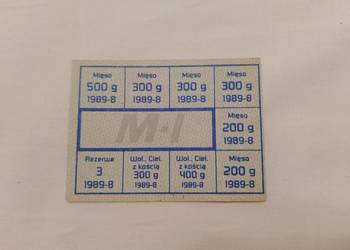 Mięso
500 g
1989-8
Mięso
300 g
1989-8
Mięso
300 g
1989-8
Mięso
300 g
1989-8
M-I
Mięso
200 g
1989-8
Rezerwa
3
1989-8
Woł. Ciel.
z kością
300 g
1989-8
Woł. Ciel.
z kością
400 g
1989-8
Mięso
200 g
1989-8